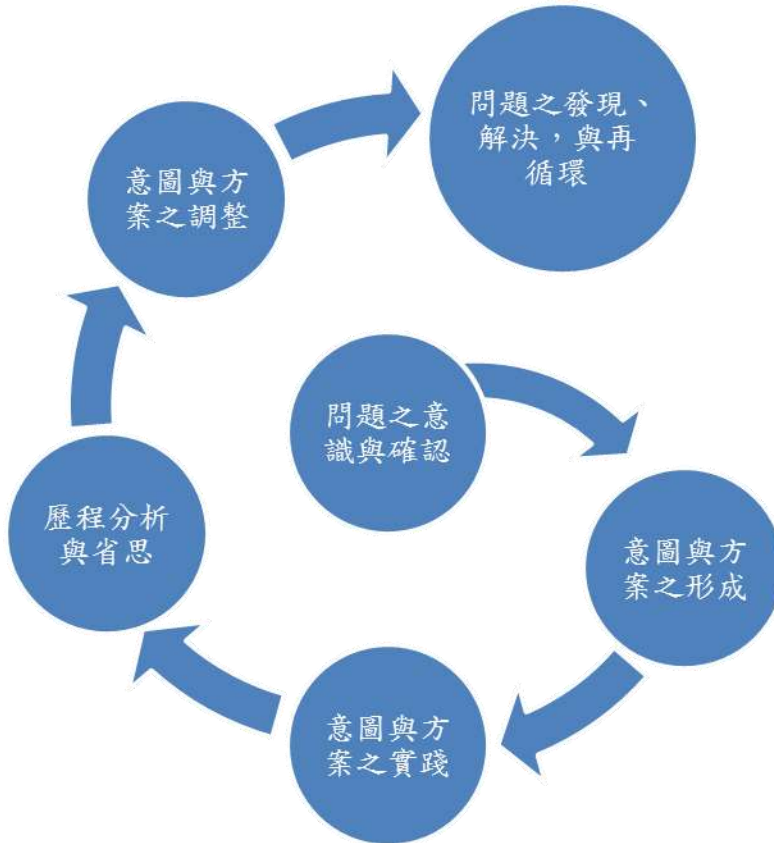 問題之發現、
解決，與再
循環
意圖與方
案之調整
問題之意
識與確認
歷程分析
與省思
意圖與方
案之形成
意圖與方
案之實踐